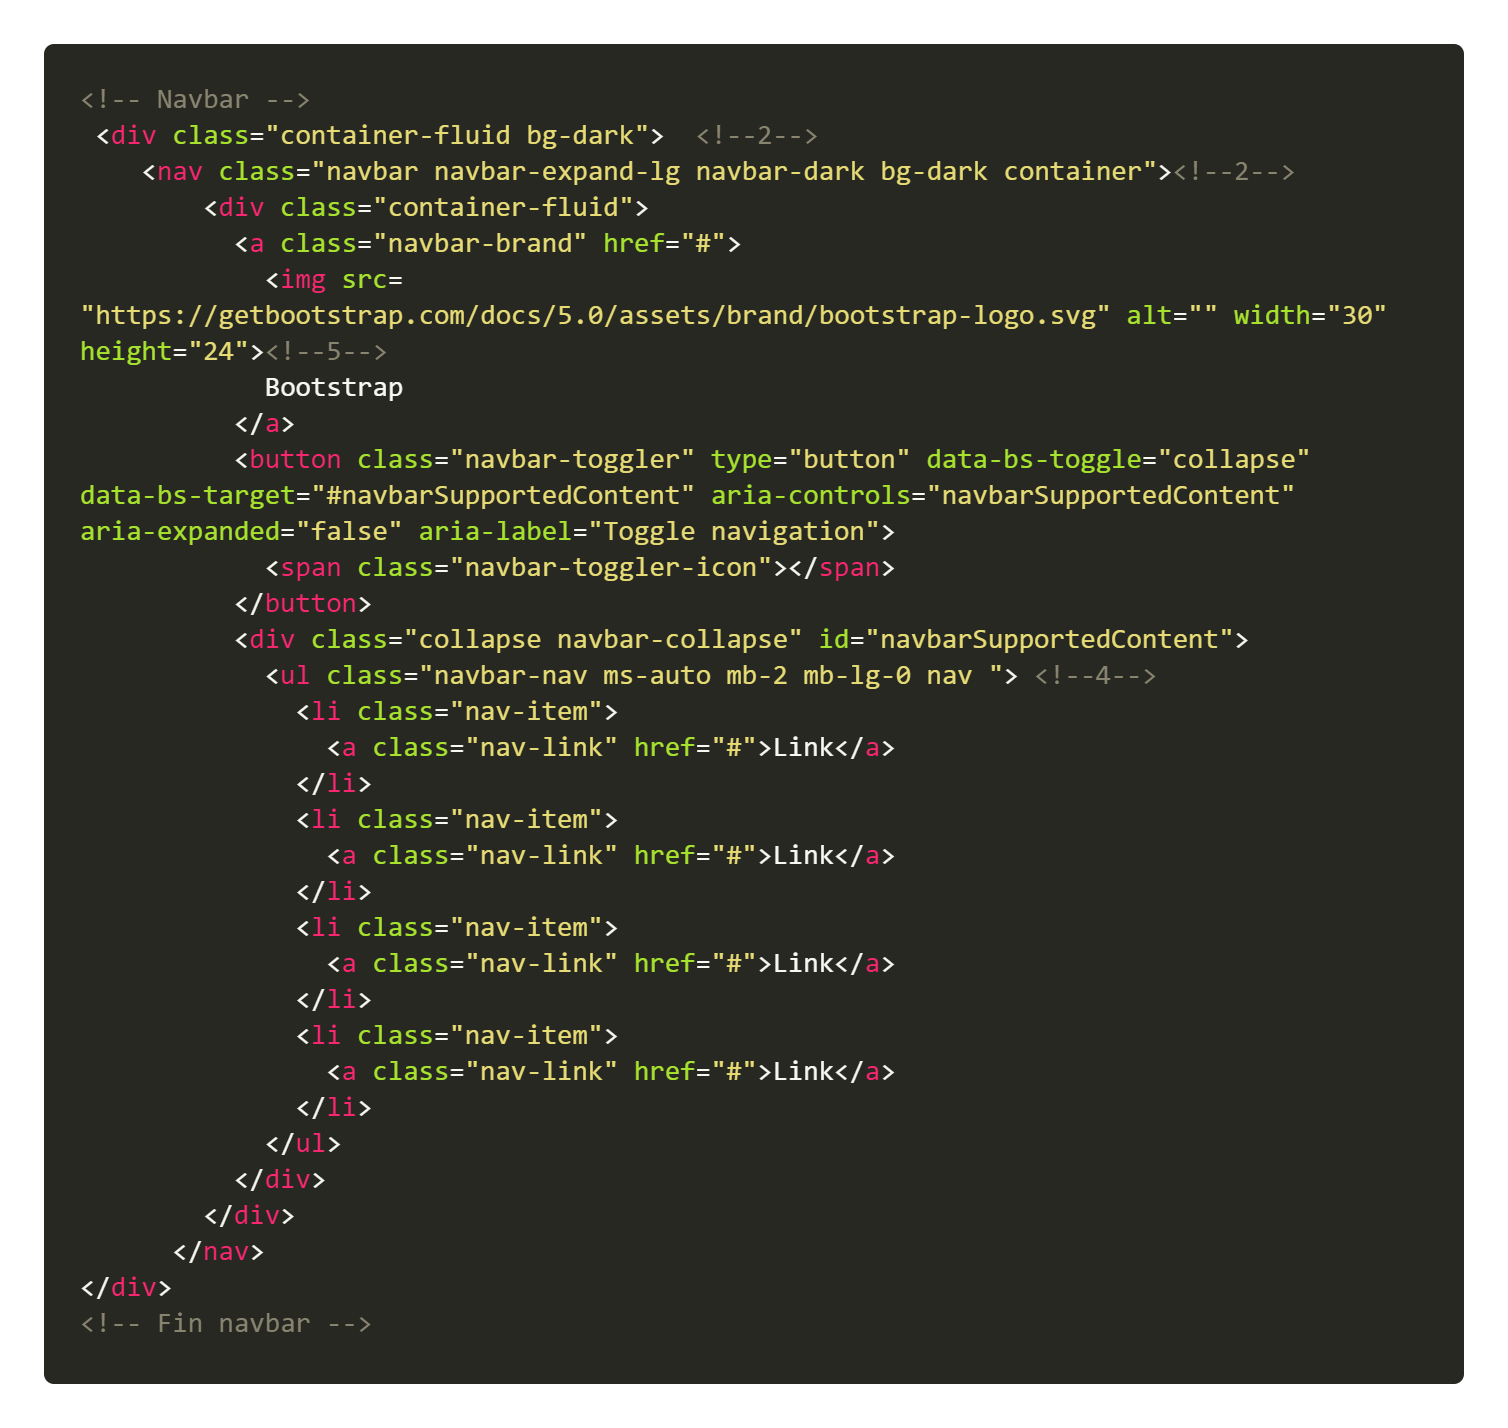 <!-- Navbar -->
 <div class="container-fluid bg-dark">  <!--2-->
    <nav class="navbar navbar-expand-lg navbar-dark bg-dark container"><!--2-->
        <div class="container-fluid">
          <a class="navbar-brand" href="#">
            <img src=
"https://getbootstrap.com/docs/5.0/assets/brand/bootstrap-logo.svg" alt="" width="30"
height="24"><!--5-->
            Bootstrap
          </a>
          <button class="navbar-toggler" type="button" data-bs-toggle="collapse"
data-bs-target="#navbarSupportedContent" aria-controls="navbarSupportedContent"
aria-expanded="false" aria-label="Toggle navigation">
            <span class="navbar-toggler-icon"></span>
          </button>
          <div class="collapse navbar-collapse" id="navbarSupportedContent">
            <ul class="navbar-nav ms-auto mb-2 mb-lg-0 nav "> <!--4-->
              <li class="nav-item">
                <a class="nav-link" href="#">Link</a>
              </li>
              <li class="nav-item">
                <a class="nav-link" href="#">Link</a>
              </li>
              <li class="nav-item">
                <a class="nav-link" href="#">Link</a>
              </li>
              <li class="nav-item">
                <a class="nav-link" href="#">Link</a>
              </li>
            </ul>
          </div>
        </div>
      </nav>
</div>
<!-- Fin navbar -->